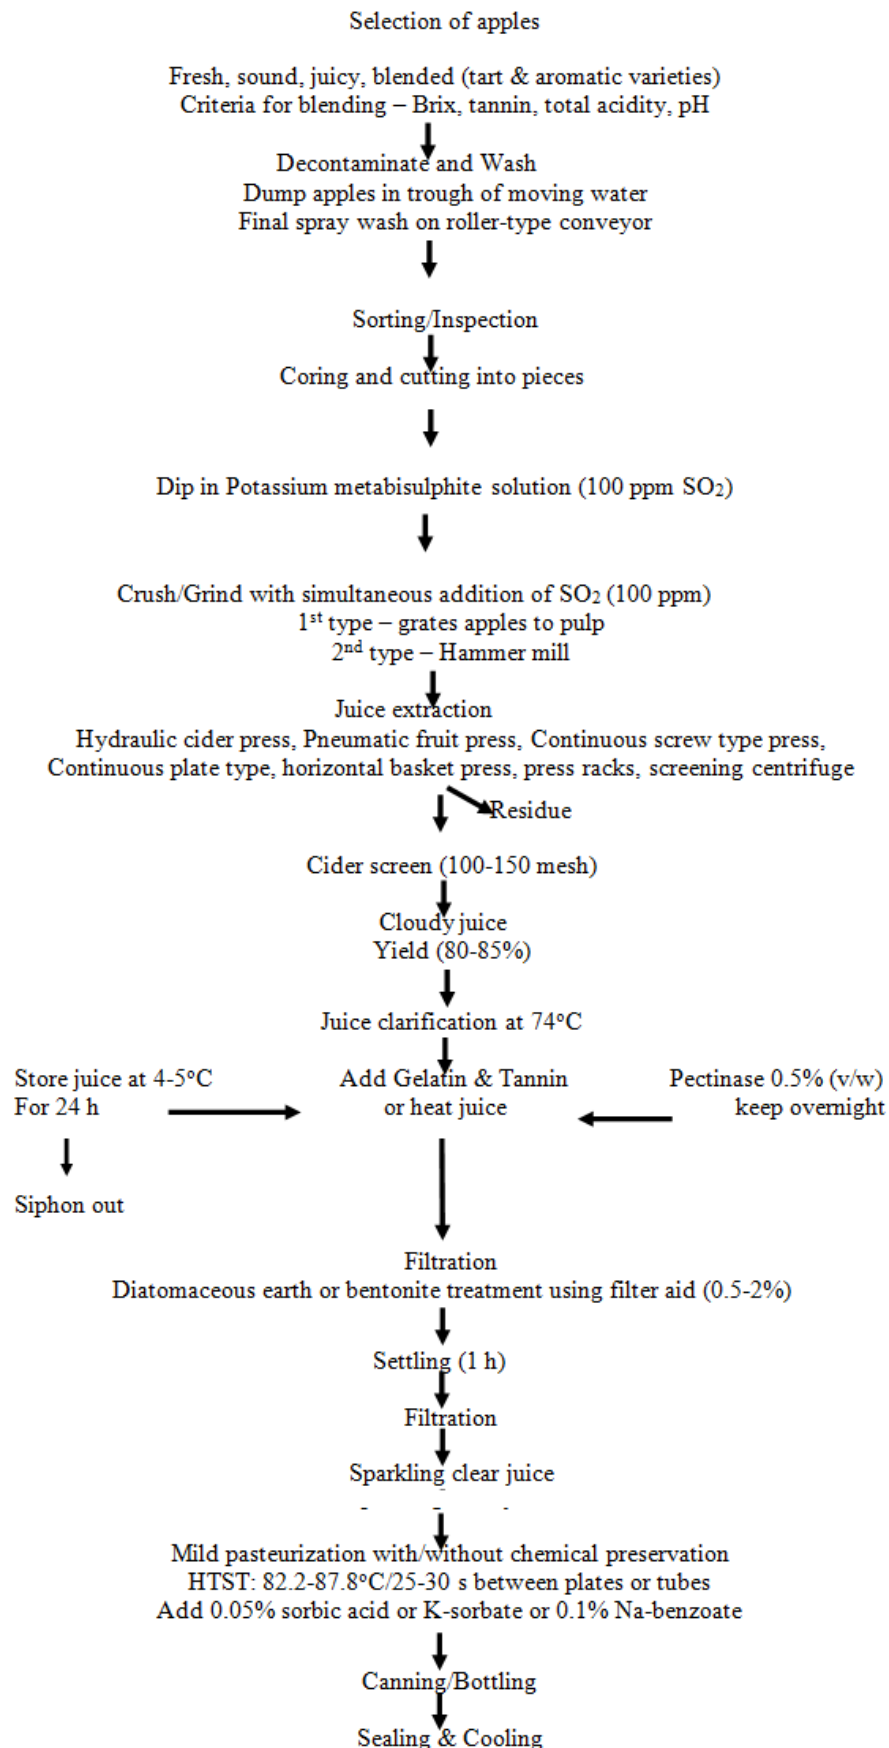 Selection of apples
Fresh, sound, juicy, blended (tart & aromatic varieties)
Criteria for blending – Brix, tannin, total acidity, pH
Decontaminate and Wash
Dump apples in trough of moving water
Final spray wash on roller-type conveyor
Sorting/Inspection
Coring and cutting into pieces
Dip in Potassium metabisulphite solution (100 ppm SO₂)
Crush/Grind with simultaneous addition of SO₂ (100 ppm)
1ˢᵗ type – grates apples to pulp
2ⁿᵈ type – Hammer mill
Juice extraction
Hydraulic cider press, Pneumatic fruit press, Continuous screw type press,
Continuous plate type, horizontal basket press, press racks, screening centrifuge
Residue
Cider screen (100-150 mesh)
Cloudy juice
Yield (80-85%)
Juice clarification at 74°C
Store juice at 4-5°C
For 24 h
Add Gelatin & Tannin
or heat juice
Pectinase 0.5% (v/w)
keep overnight
Siphon out
Filtration
Diatomaceous earth or bentonite treatment using filter aid (0.5-2%)
Settling (1 h)
Filtration
Sparkling clear juice
Mild pasteurization with/without chemical preservation
HTST: 82.2-87.8°C/25-30 s between plates or tubes
Add 0.05% sorbic acid or K-sorbate or 0.1% Na-benzoate
Canning/Bottling
Sealing & Cooling